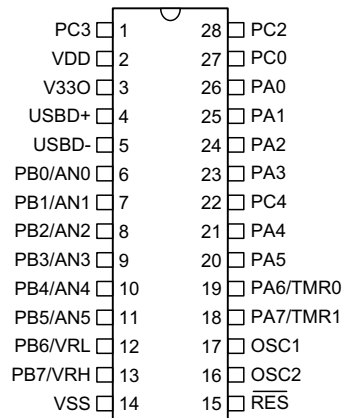 PC3 1 28 PC2
VDD 2 27 PC0
V33O 3 26 PA0
USBD+ 4 25 PA1
USBD- 5 24 PA2
PB0/AN0 6 23 PA3
PB1/AN1 7 22 PC4
PB2/AN2 8 21 PA4
PB3/AN3 9 20 PA5
PB4/AN4 10 19 PA6/TMR0
PB5/AN5 11 18 PA7/TMR1
PB6/VRL 12 17 OSC1
PB7/VRH 13 16 OSC2
VSS 14 15 RES